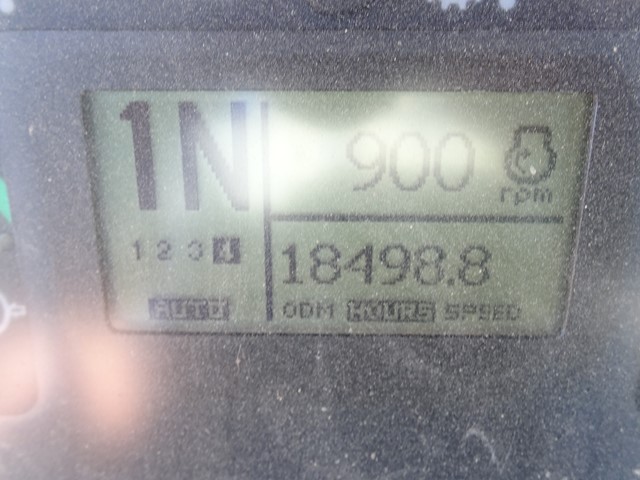 1N
900
rpm
1 2 3 4
18498.8
AUTO
ODM HOURS SPEED